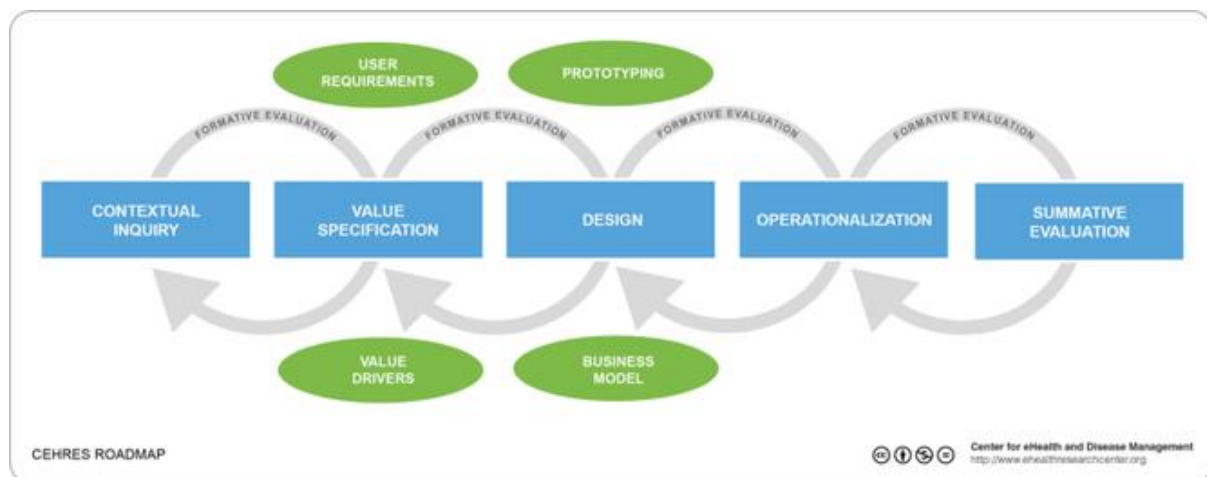 USER
REQUIREMENTS
PROTOTYPING
FORMATIVE EVALUATION
FORMATIVE EVALUATION
FORMATIVE EVALUATION
FORMATIVE EVALUATION
CONTEXTUAL
INQUIRY
VALUE
SPECIFICATION
DESIGN
OPERATIONALIZATION
SUMMATIVE
EVALUATION
VALUE
DRIVERS
BUSINESS
MODEL
CEHRES ROADMAP
cc
Center for eHealth and Disease Management
http://www.ehealthresearchcenter.org